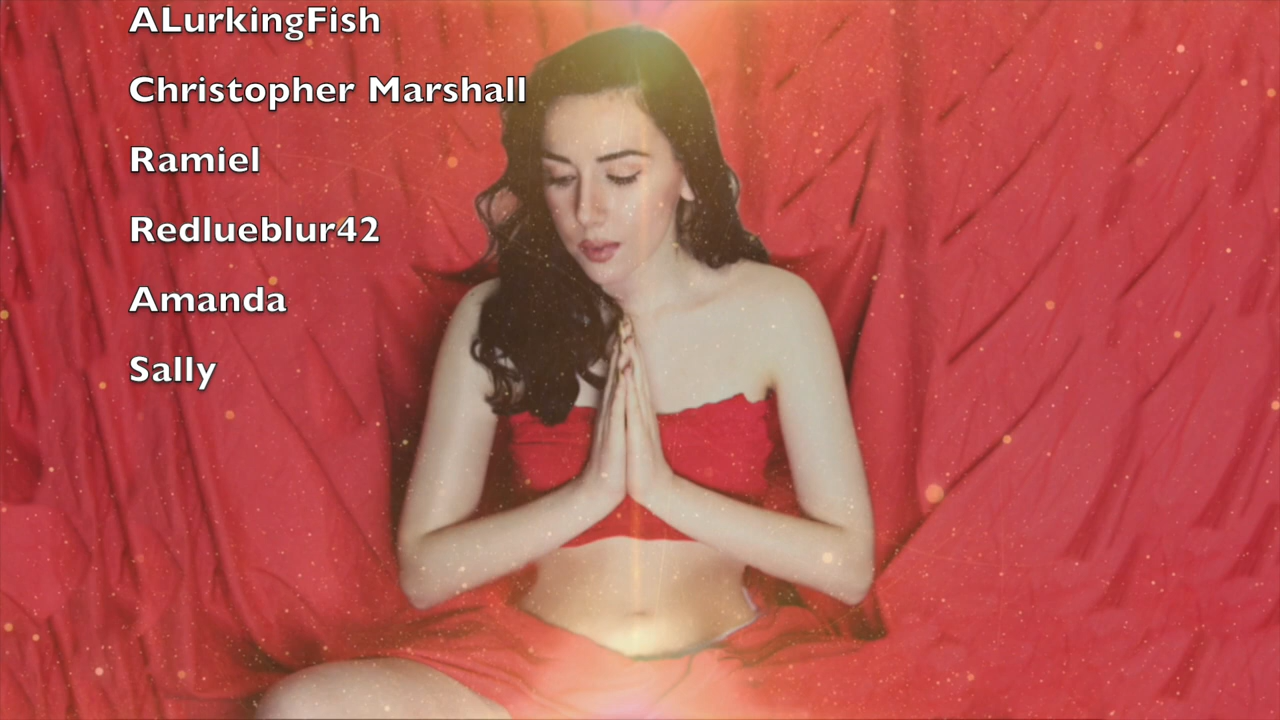 ALurkingFish
Christopher Marshall
Ramiel
Redlueblur42
Amanda
Sally